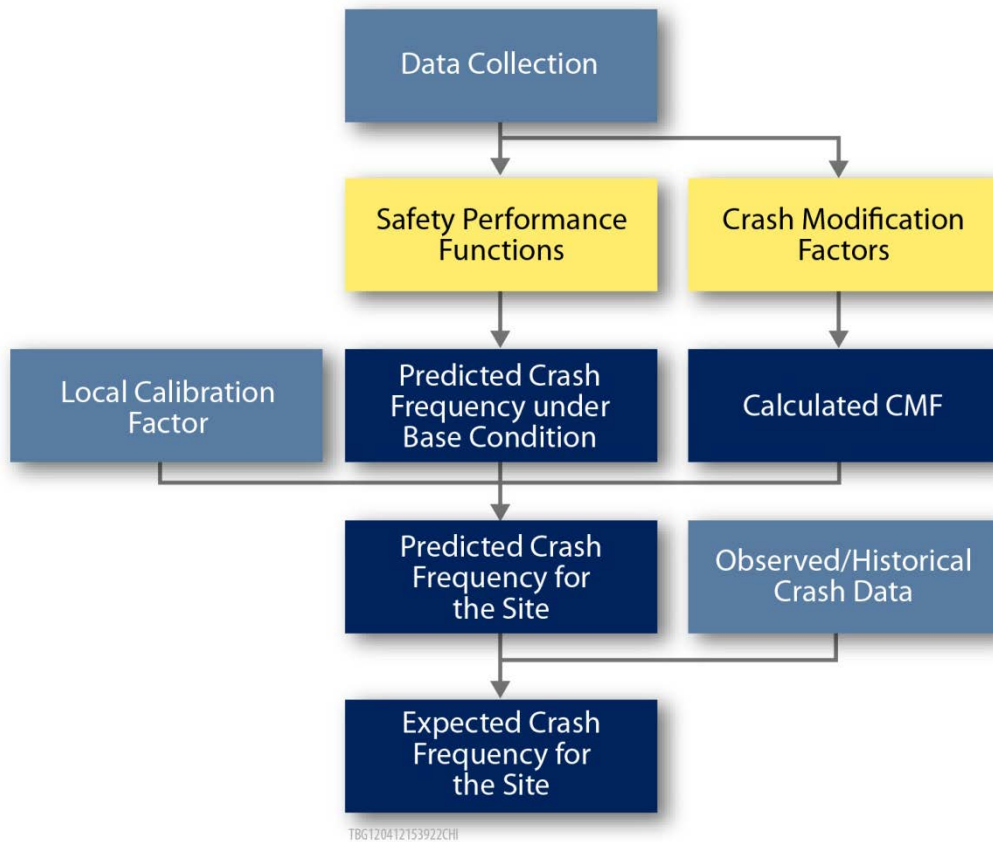 Data Collection
Safety Performance
Functions
Crash Modification
Factors
Local Calibration
Factor
Predicted Crash
Frequency under
Base Condition
Calculated CMF
Predicted Crash
Frequency for
the Site
Observed/Historical
Crash Data
Expected Crash
Frequency for
the Site
TBG120412153922CHI